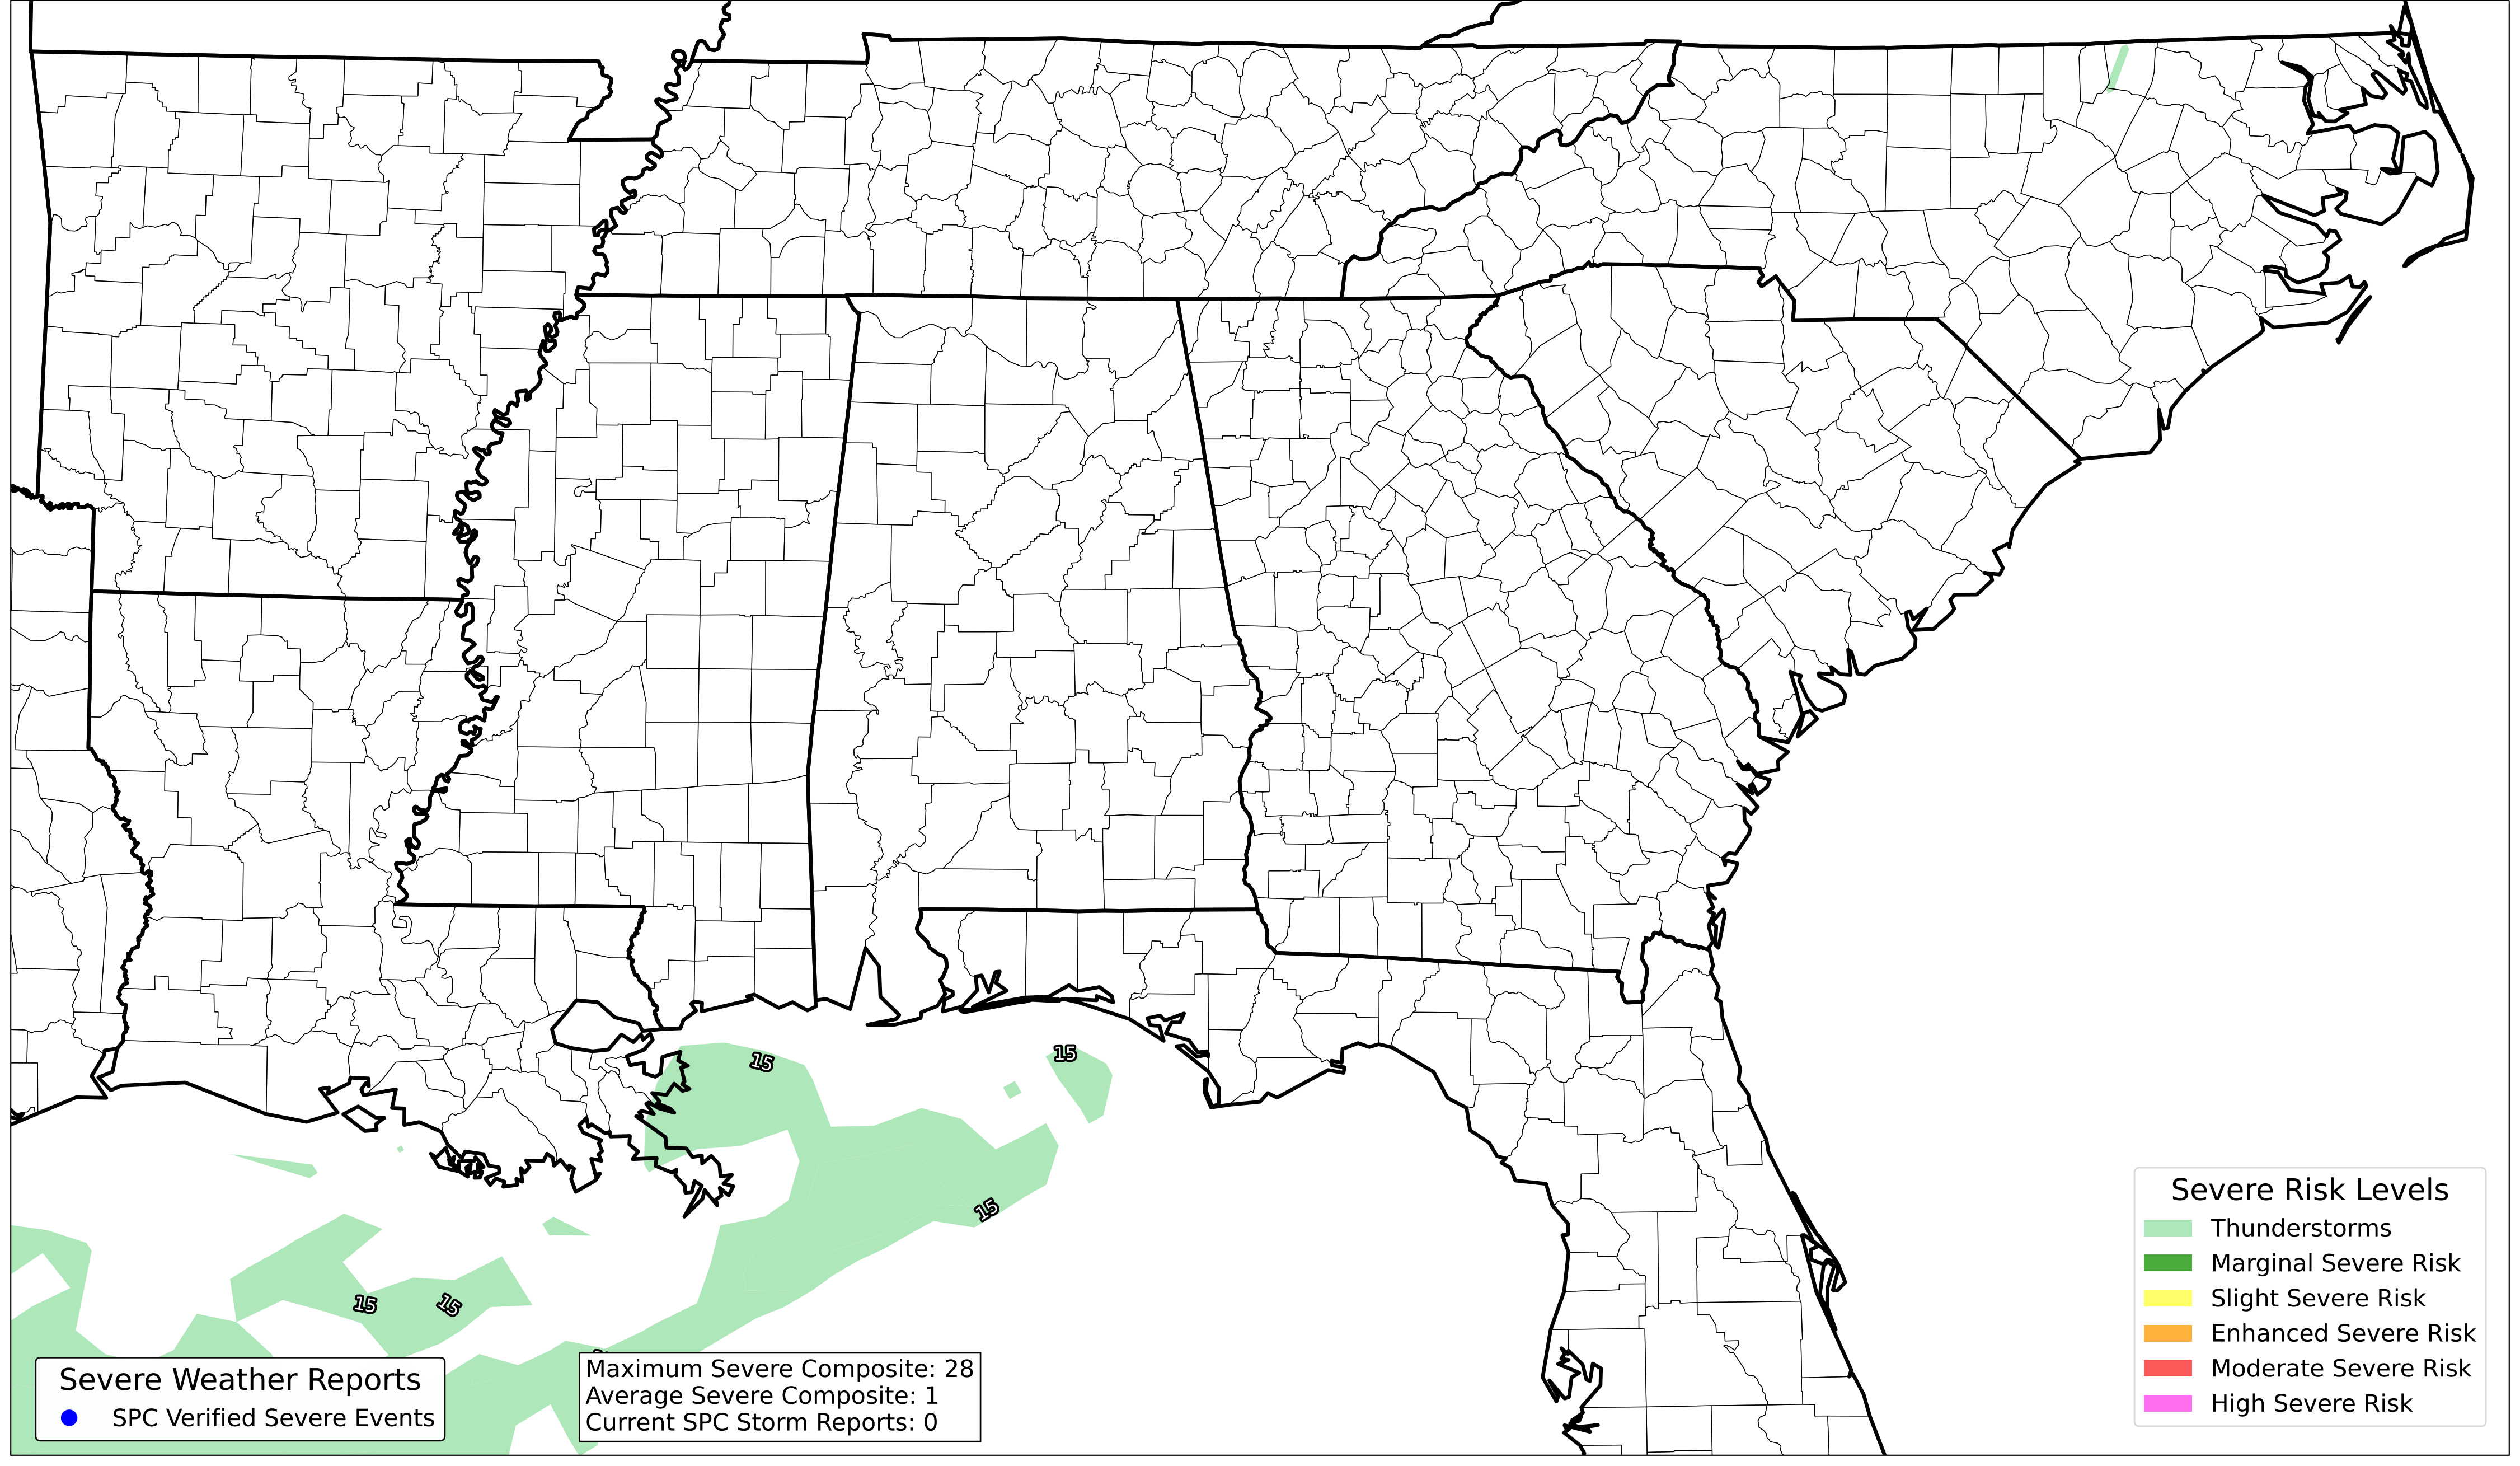 15
15
15
15
15
Severe Risk Levels
Thunderstorms
Marginal Severe Risk
Slight Severe Risk
Enhanced Severe Risk
Moderate Severe Risk
High Severe Risk
Severe Weather Reports
SPC Verified Severe Events
Maximum Severe Composite: 28
Average Severe Composite: 1
Current SPC Storm Reports: 0